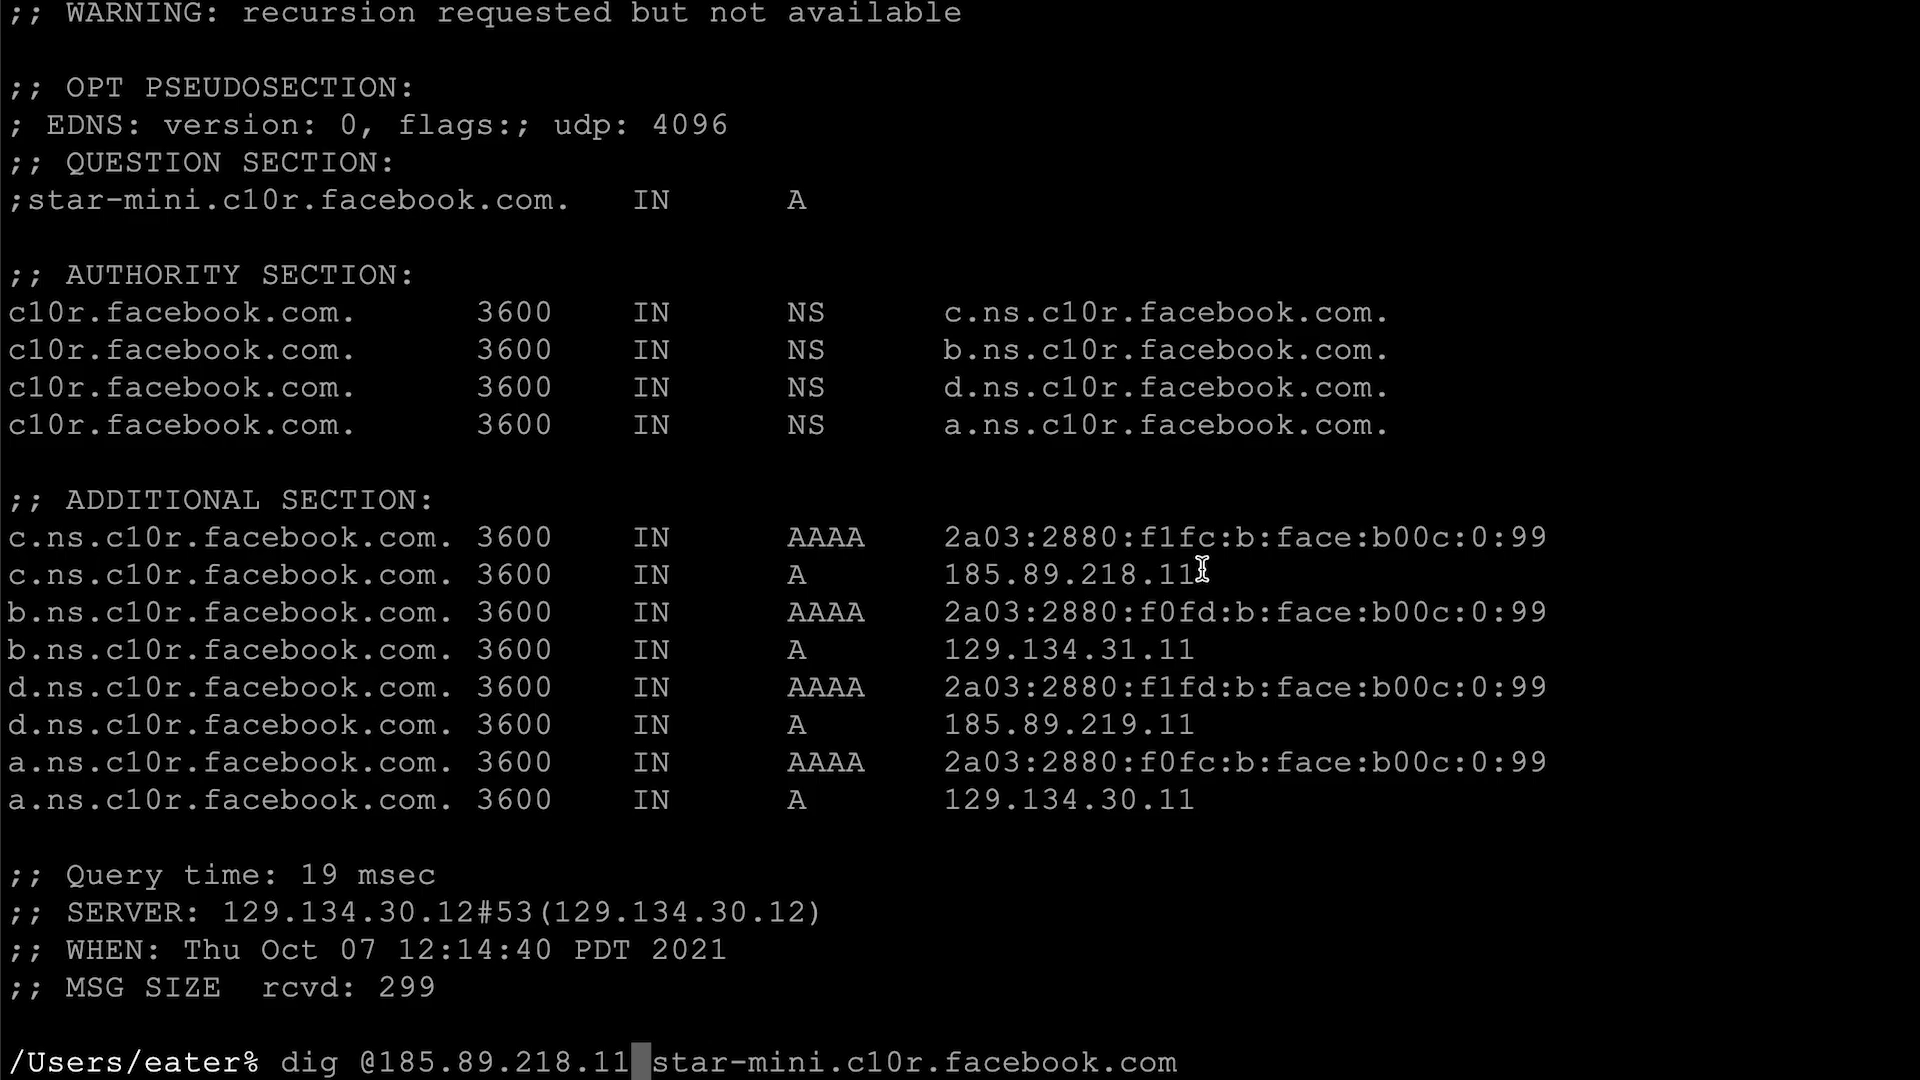 ;; WARNING: recursion requested but not available
;; OPT PSEUDOSECTION:
; EDNS: version: 0, flags:; udp: 4096
;; QUESTION SECTION:
;star-mini.c10r.facebook.com. IN A
;; AUTHORITY SECTION:
c10r.facebook.com. 3600 IN NS c.ns.c10r.facebook.com.
c10r.facebook.com. 3600 IN NS b.ns.c10r.facebook.com.
c10r.facebook.com. 3600 IN NS d.ns.c10r.facebook.com.
c10r.facebook.com. 3600 IN NS a.ns.c10r.facebook.com.
;; ADDITIONAL SECTION:
c.ns.c10r.facebook.com. 3600 IN AAAA 2a03:2880:f1fc:b:face:b00c:0:99
c.ns.c10r.facebook.com. 3600 IN A 185.89.218.11
b.ns.c10r.facebook.com. 3600 IN AAAA 2a03:2880:f0fd:b:face:b00c:0:99
b.ns.c10r.facebook.com. 3600 IN A 129.134.31.11
d.ns.c10r.facebook.com. 3600 IN AAAA 2a03:2880:f1fd:b:face:b00c:0:99
d.ns.c10r.facebook.com. 3600 IN A 185.89.219.11
a.ns.c10r.facebook.com. 3600 IN AAAA 2a03:2880:f0fc:b:face:b00c:0:99
a.ns.c10r.facebook.com. 3600 IN A 129.134.30.11
;; Query time: 19 msec
;; SERVER: 129.134.30.12#53(129.134.30.12)
;; WHEN: Thu Oct 07 12:14:40 PDT 2021
;; MSG SIZE  rcvd: 299
/Users/eater% dig @185.89.218.11 star-mini.c10r.facebook.com